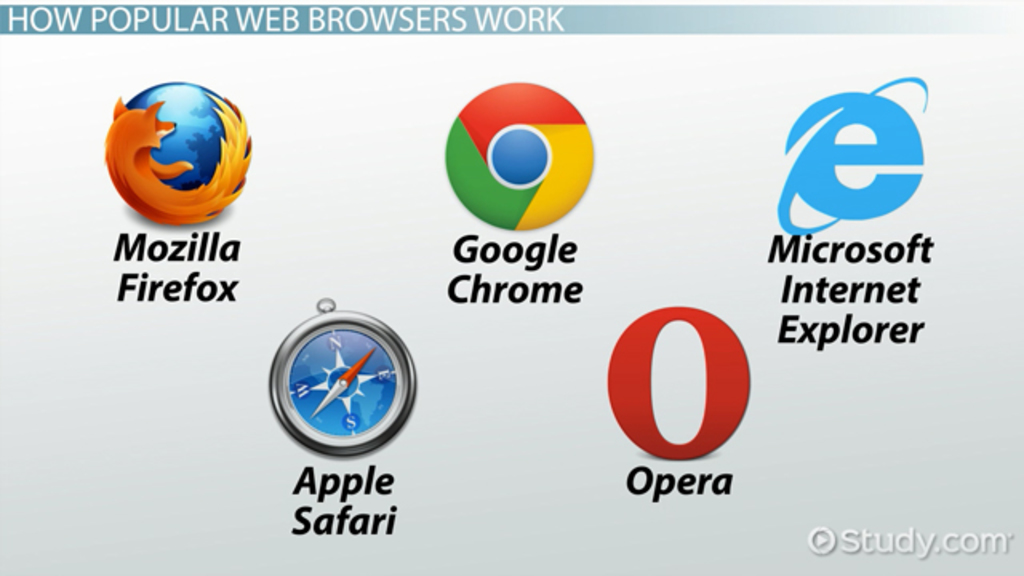 HOW POPULAR WEB BROWSERS WORK
Mozilla
Firefox
Google
Chrome
Microsoft
Internet
Explorer
N
E
S
W
Apple
Safari
Opera
Study.com